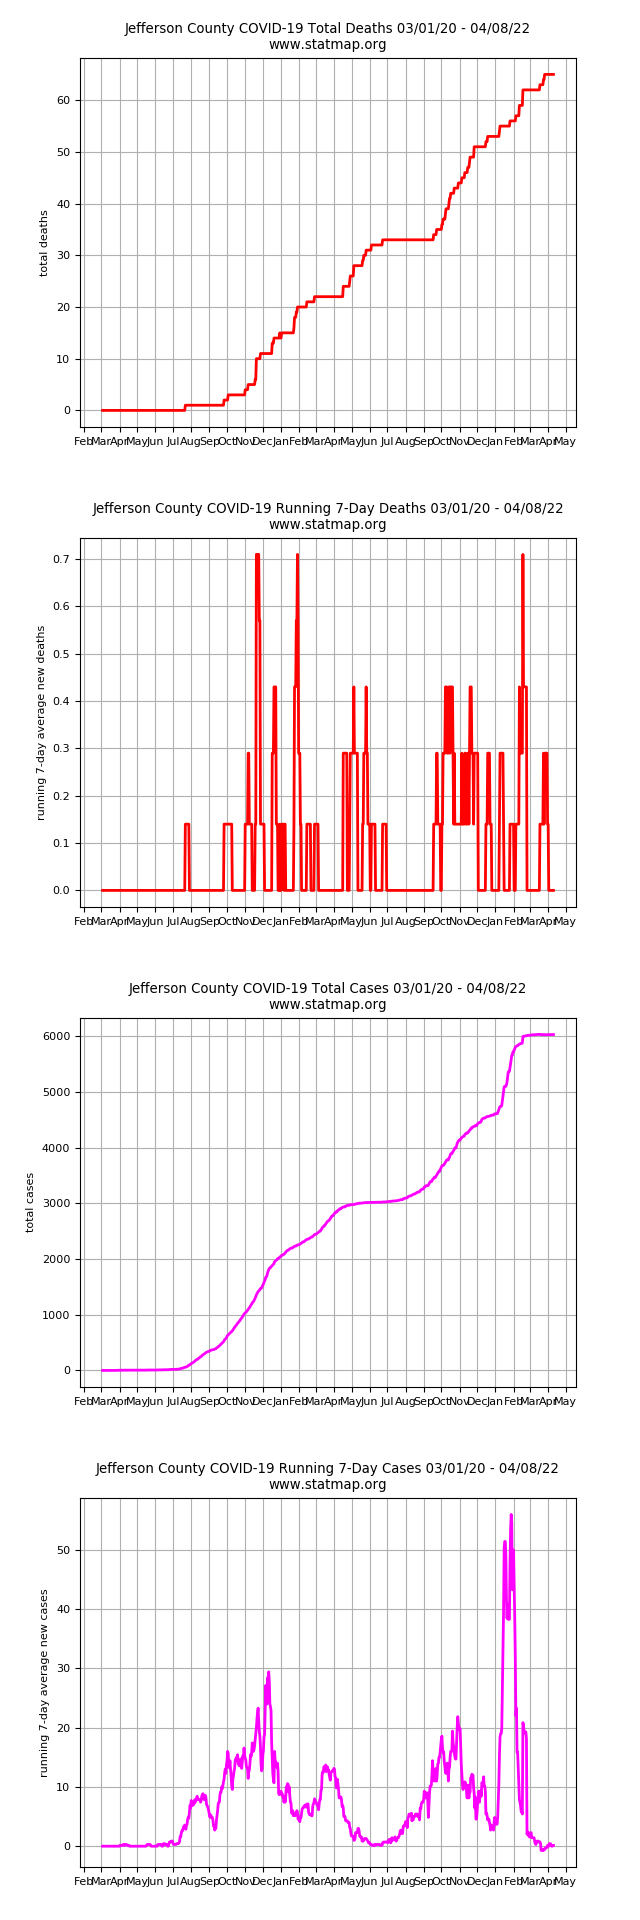 Jefferson County COVID-19 Total Deaths 03/01/20 - 04/08/22
www.statmap.org
total deaths
60
50
40
30
20
10
0
Feb Mar Apr May Jun Jul Aug Sep Oct Nov Dec Jan Feb Mar Apr May Jun Jul Aug Sep Oct Nov Dec Jan Feb Mar Apr May
Jefferson County COVID-19 Running 7-Day Deaths 03/01/20 - 04/08/22
www.statmap.org
running 7-day average new deaths
0.7
0.6
0.5
0.4
0.3
0.2
0.1
0.0
Feb Mar Apr May Jun Jul Aug Sep Oct Nov Dec Jan Feb Mar Apr May Jun Jul Aug Sep Oct Nov Dec Jan Feb Mar Apr May
Jefferson County COVID-19 Total Cases 03/01/20 - 04/08/22
www.statmap.org
total cases
6000
5000
4000
3000
2000
1000
0
Feb Mar Apr May Jun Jul Aug Sep Oct Nov Dec Jan Feb Mar Apr May Jun Jul Aug Sep Oct Nov Dec Jan Feb Mar Apr May
Jefferson County COVID-19 Running 7-Day Cases 03/01/20 - 04/08/22
www.statmap.org
running 7-day average new cases
50
40
30
20
10
0
Feb Mar Apr May Jun Jul Aug Sep Oct Nov Dec Jan Feb Mar Apr May Jun Jul Aug Sep Oct Nov Dec Jan Feb Mar Apr May